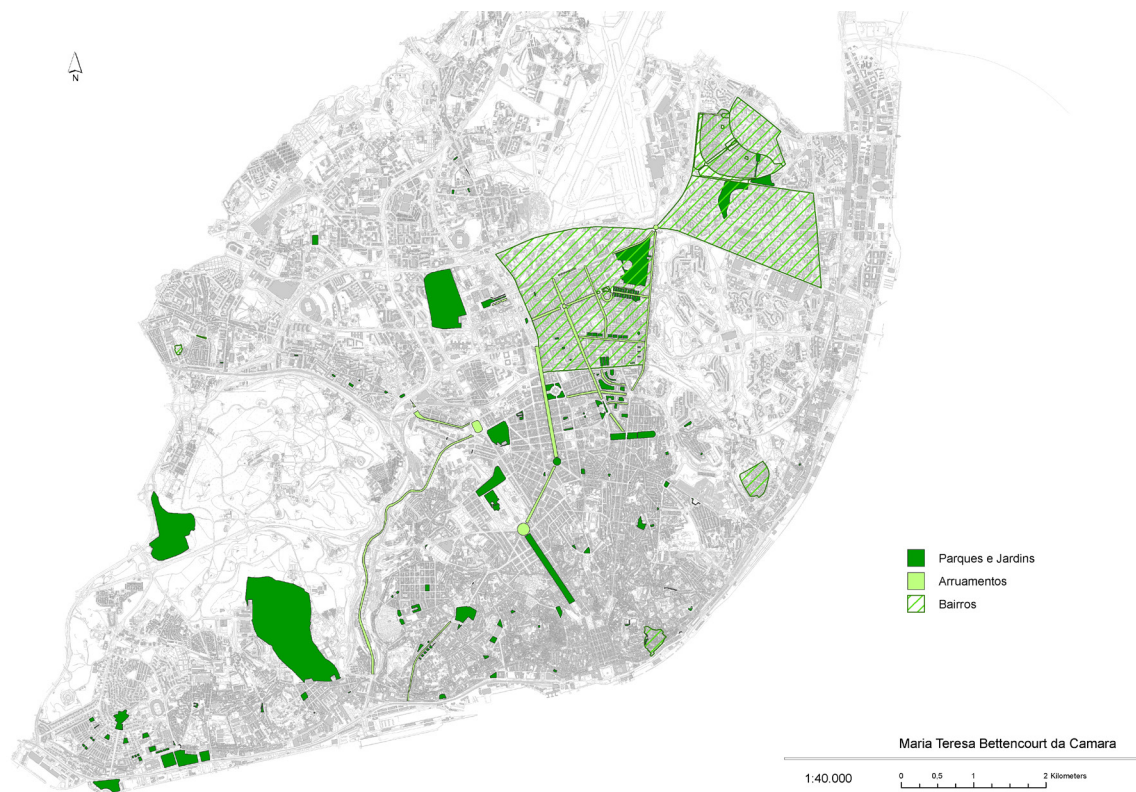 N
Parques e Jardins
Arruamentos
Bairros
Maria Teresa Bettencourt da Camara
1:40.000
0 0,5 1 2 Kilometers